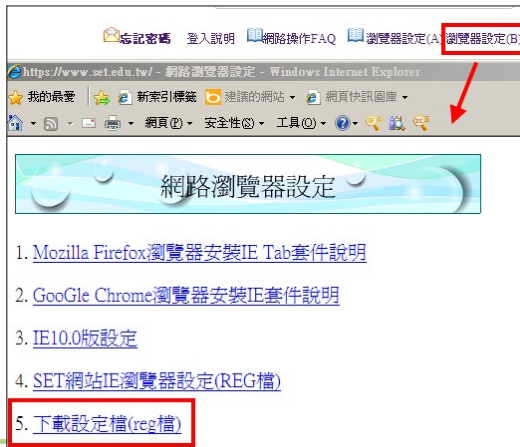 忘記密碼 登入說明 網路操作FAQ 瀏覽器設定(A) 瀏覽器設定(B)
https://www.set.edu.tw/ - 網路瀏覽器設定 - Windows Internet Explorer
我的最愛 新索引標籤 建議的網站 網頁快訊圖庫
網頁(P) 安全性(S) 工具(O)
網路瀏覽器設定
1. Mozilla Firefox瀏覽器安裝IE Tab套件說明
2. GooGle Chrome瀏覽器安裝IE套件說明
3. IE10.0版設定
4. SET網站IE瀏覽器設定(REG檔)
5. 下載設定檔(reg檔)